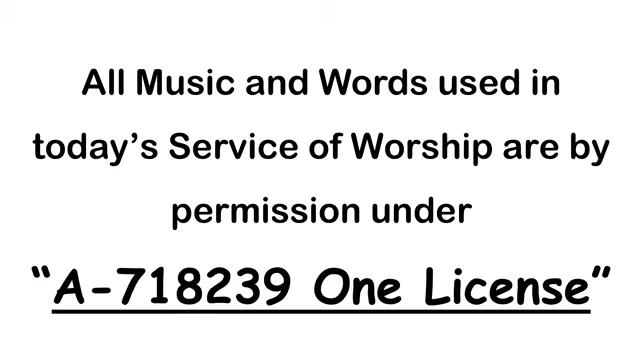 All Music and Words used in
today’s Service of Worship are by
permission under
“A-718239 One License”